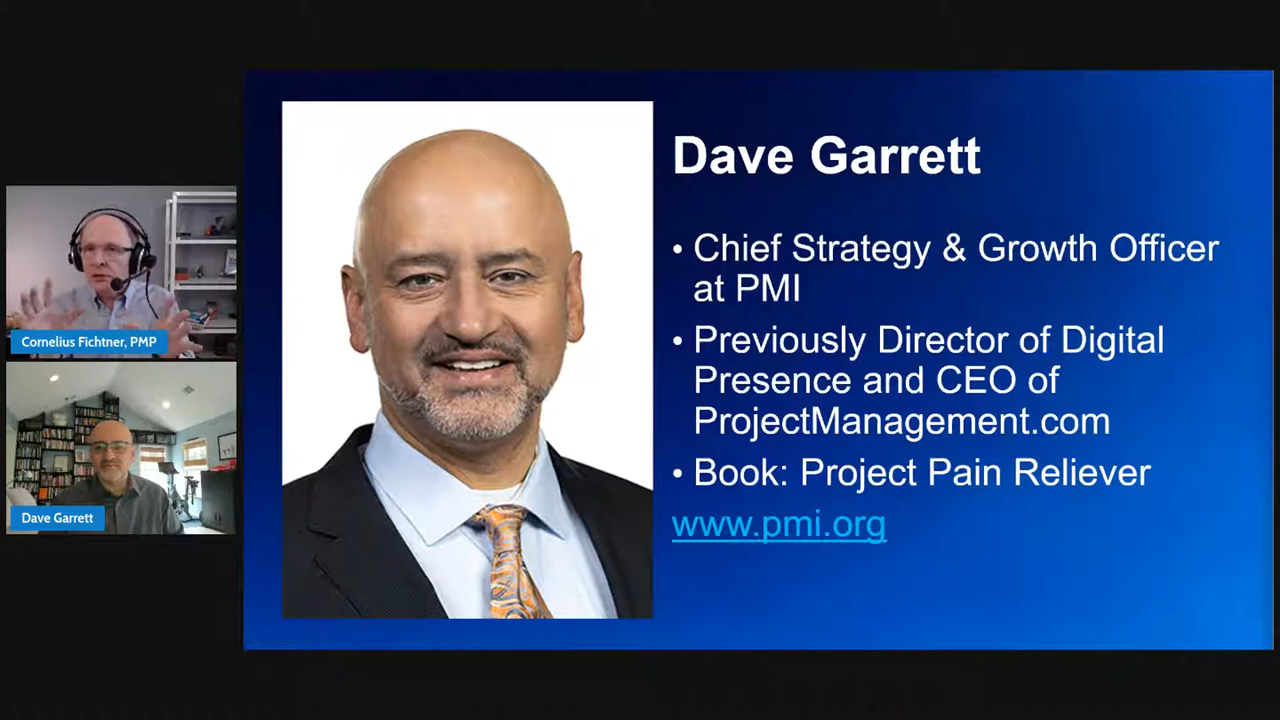 Dave Garrett
• Chief Strategy & Growth Officer
at PMI
• Previously Director of Digital
Presence and CEO of
ProjectManagement.com
• Book: Project Pain Reliever
www.pmi.org
Cornelius Fichtner, PMP
Dave Garrett